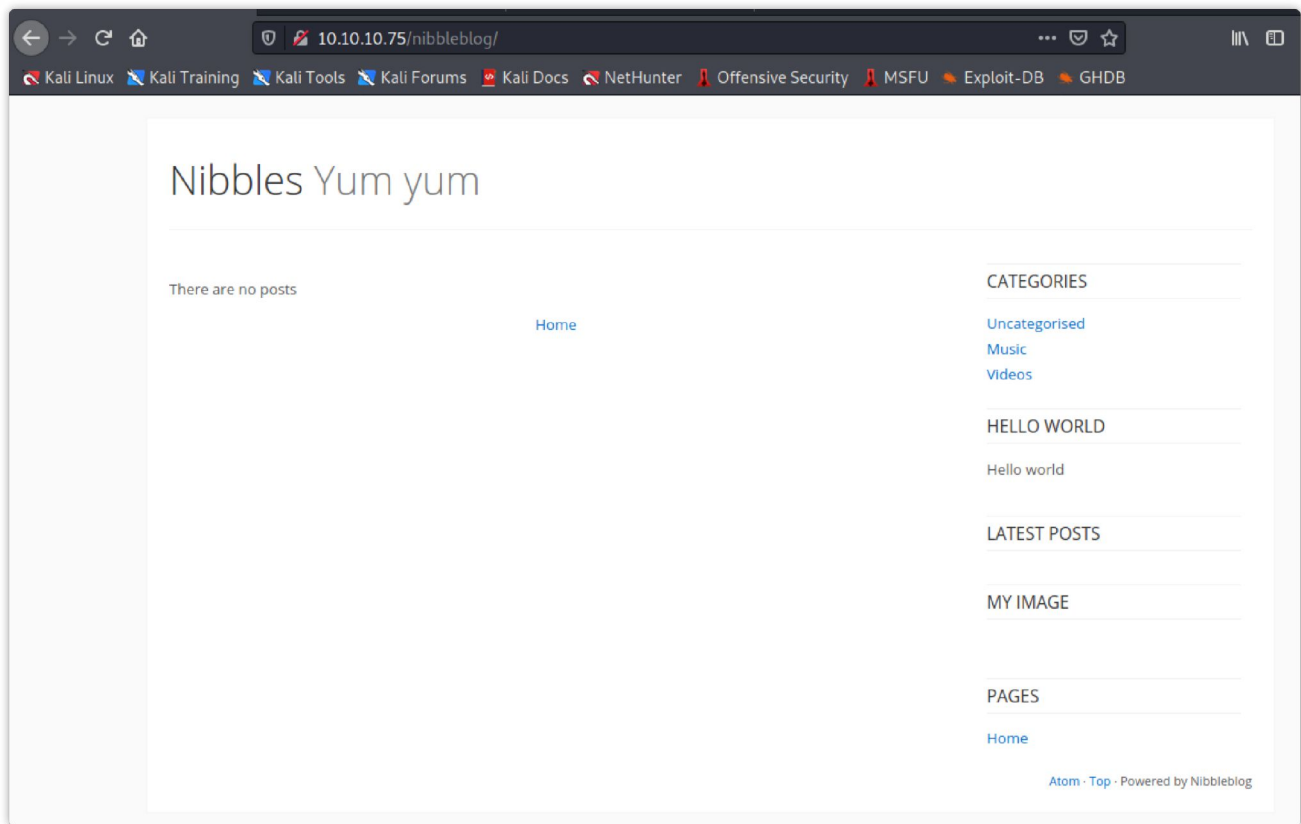 10.10.10.75/nibbleblog/
Kali Linux Kali Training Kali Tools Kali Forums Kali Docs NetHunter Offensive Security MSFU Exploit-DB GHDB
Nibbles Yum yum
There are no posts
Home
CATEGORIES
Uncategorised
Music
Videos
HELLO WORLD
Hello world
LATEST POSTS
MY IMAGE
PAGES
Home
Atom · Top · Powered by Nibbleblog